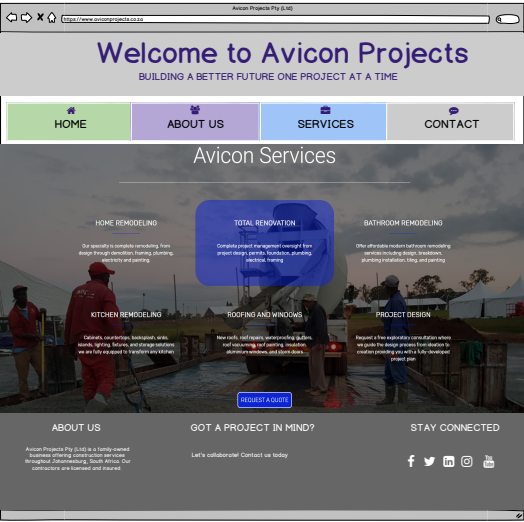 Avicon Projects Pty (Ltd)
https://www.aviconprojects.co.za
Welcome to Avicon Projects
BUILDING A BETTER FUTURE ONE PROJECT AT A TIME
HOME
ABOUT US
SERVICES
CONTACT
Avicon Services
HOME REMODELING
Our specialty is complete remodeling, from
design through demolition, framing, plumbing,
electricity and painting.
TOTAL RENOVATION
Complete project management oversight from
project design, permits, foundation, plumbing,
electrical, framing
BATHROOM REMODELING
Offer affordable modern bathroom remodeling
services including design, breakdown,
plumbing installation, tiling, and painting
KITCHEN REMODELING
Cabinets, countertops, backsplash, sinks,
islands, lighting, fixtures, and storage solutions
we are fully equipped to transform any kitchen
ROOFING AND WINDOWS
New roofs, roof repairs, waterproofing, gutters,
roof vacuuming, roof painting, insulation,
aluminium windows, and storm doors
PROJECT DESIGN
Request a free exploratory consultation where
we guide the design process from ideation to
creation providing you with a fully-developed
project plan
REQUEST A QUOTE
ABOUT US
Avicon Projects Pty (Ltd) is a family-owned
business offering construction services
throughout Johannesburg, South Africa. Our
contractors are licensed and insured.
GOT A PROJECT IN MIND?
Let's collaborate! Contact us today
STAY CONNECTED